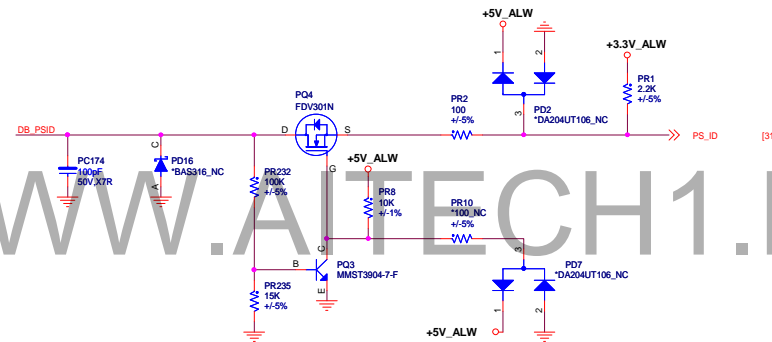 +5V_ALW
1
2
+3.3V_ALW
PQ4
FDV301N
PR2
100
+/-5%
3
PD2
*DA204UT106_NC
PR1
2.2K
+/-5%
DB_PSID
D
S
G
PS_ID
[31
PC174
100pF
50V,X7R
C
A
PD16
*BAS316_NC
PR232
100K
+/-5%
+5V_ALW
PR8
10K
+/-1%
PR10
*100_NC
+/-5%
WWW.AITECH1.
B
C
E
PQ3
MMST3904-7-F
3
PD7
*DA204UT106_NC
PR235
15K
+/-5%
1
2
+5V_ALW